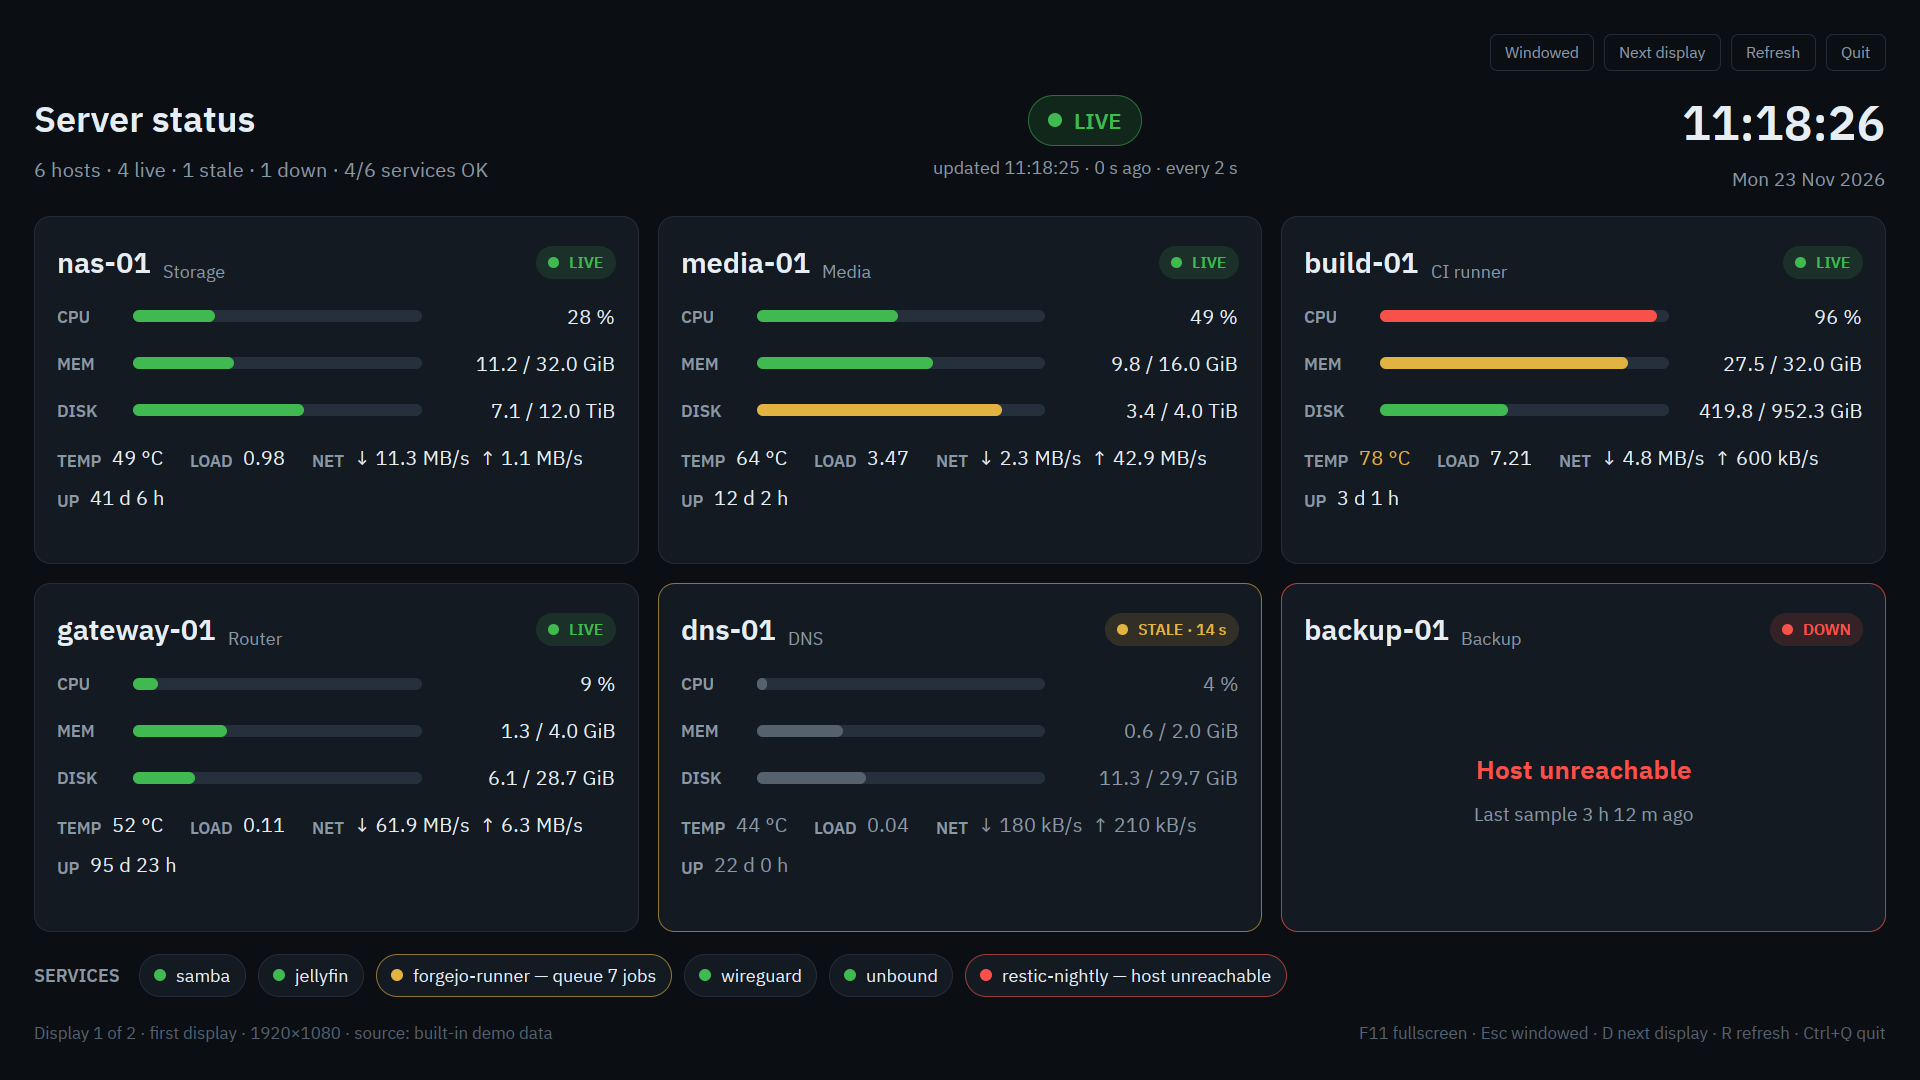 Windowed Next display Refresh Quit
Server status
6 hosts · 4 live · 1 stale · 1 down · 4/6 services OK
LIVE
updated 11:18:25 · 0 s ago · every 2 s
11:18:26
Mon 23 Nov 2026
nas-01 Storage LIVE
CPU 28 %
MEM 11.2 / 32.0 GiB
DISK 7.1 / 12.0 TiB
TEMP 49 °C LOAD 0.98 NET ↓ 11.3 MB/s ↑ 1.1 MB/s
UP 41 d 6 h
media-01 Media LIVE
CPU 49 %
MEM 9.8 / 16.0 GiB
DISK 3.4 / 4.0 TiB
TEMP 64 °C LOAD 3.47 NET ↓ 2.3 MB/s ↑ 42.9 MB/s
UP 12 d 2 h
build-01 CI runner LIVE
CPU 96 %
MEM 27.5 / 32.0 GiB
DISK 419.8 / 952.3 GiB
TEMP 78 °C LOAD 7.21 NET ↓ 4.8 MB/s ↑ 600 kB/s
UP 3 d 1 h
gateway-01 Router LIVE
CPU 9 %
MEM 1.3 / 4.0 GiB
DISK 6.1 / 28.7 GiB
TEMP 52 °C LOAD 0.11 NET ↓ 61.9 MB/s ↑ 6.3 MB/s
UP 95 d 23 h
dns-01 DNS STALE · 14 s
CPU 4 %
MEM 0.6 / 2.0 GiB
DISK 11.3 / 29.7 GiB
TEMP 44 °C LOAD 0.04 NET ↓ 180 kB/s ↑ 210 kB/s
UP 22 d 0 h
backup-01 Backup DOWN
Host unreachable
Last sample 3 h 12 m ago
SERVICES samba jellyfin forgejo-runner — queue 7 jobs wireguard unbound restic-nightly — host unreachable
Display 1 of 2 · first display · 1920×1080 · source: built-in demo data
F11 fullscreen · Esc windowed · D next display · R refresh · Ctrl+Q quit